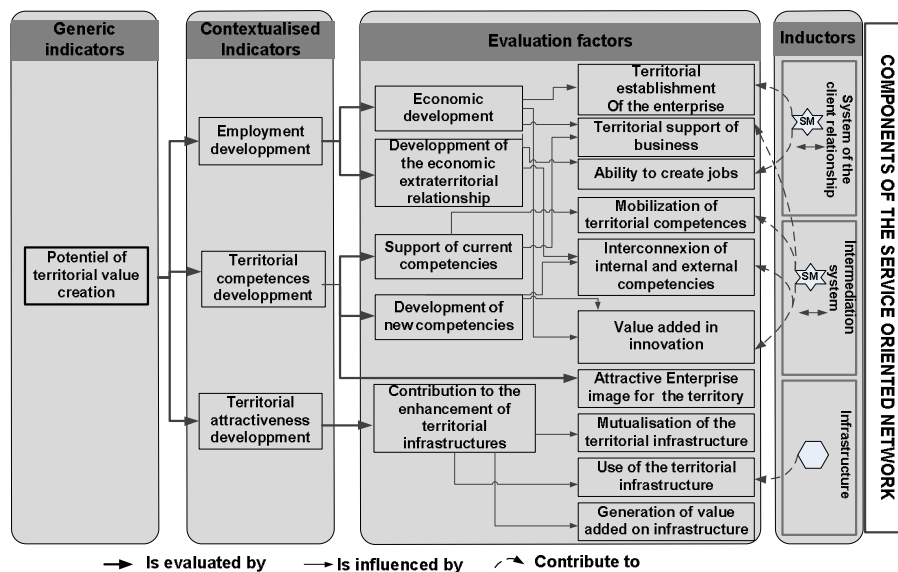 Generic
indicators
Contextualised
Indicators
Evaluation factors
Inductors
Potentiel of
territorial value
creation
Employment
developpment
Territorial
competences
developpment
Territorial
attractiveness
developpment
Economic
development
Developpment of
the economic
extraterritorial
relationship
Support of current
competencies
Development of
new competencies
Contribution to the
enhancement of
territorial
infrastructures
Territorial
establishment
Of the enterprise
Territorial support of
business
Ability to create jobs
Mobilization of
territorial competences
Interconnexion of
internal and external
competencies
Value added in
innovation
Attractive Enterprise
image for the territory
Mutualisation of the
territorial infrastructure
Use of the territorial
infrastructure
Generation of value
added on infrastructure
System of the
client relationship
SM
Intermediation
system
SM
Infrastructure
COMPONENTS OF THE SERVICE ORIENTED NETWORK
Is evaluated by
Is influenced by
Contribute to